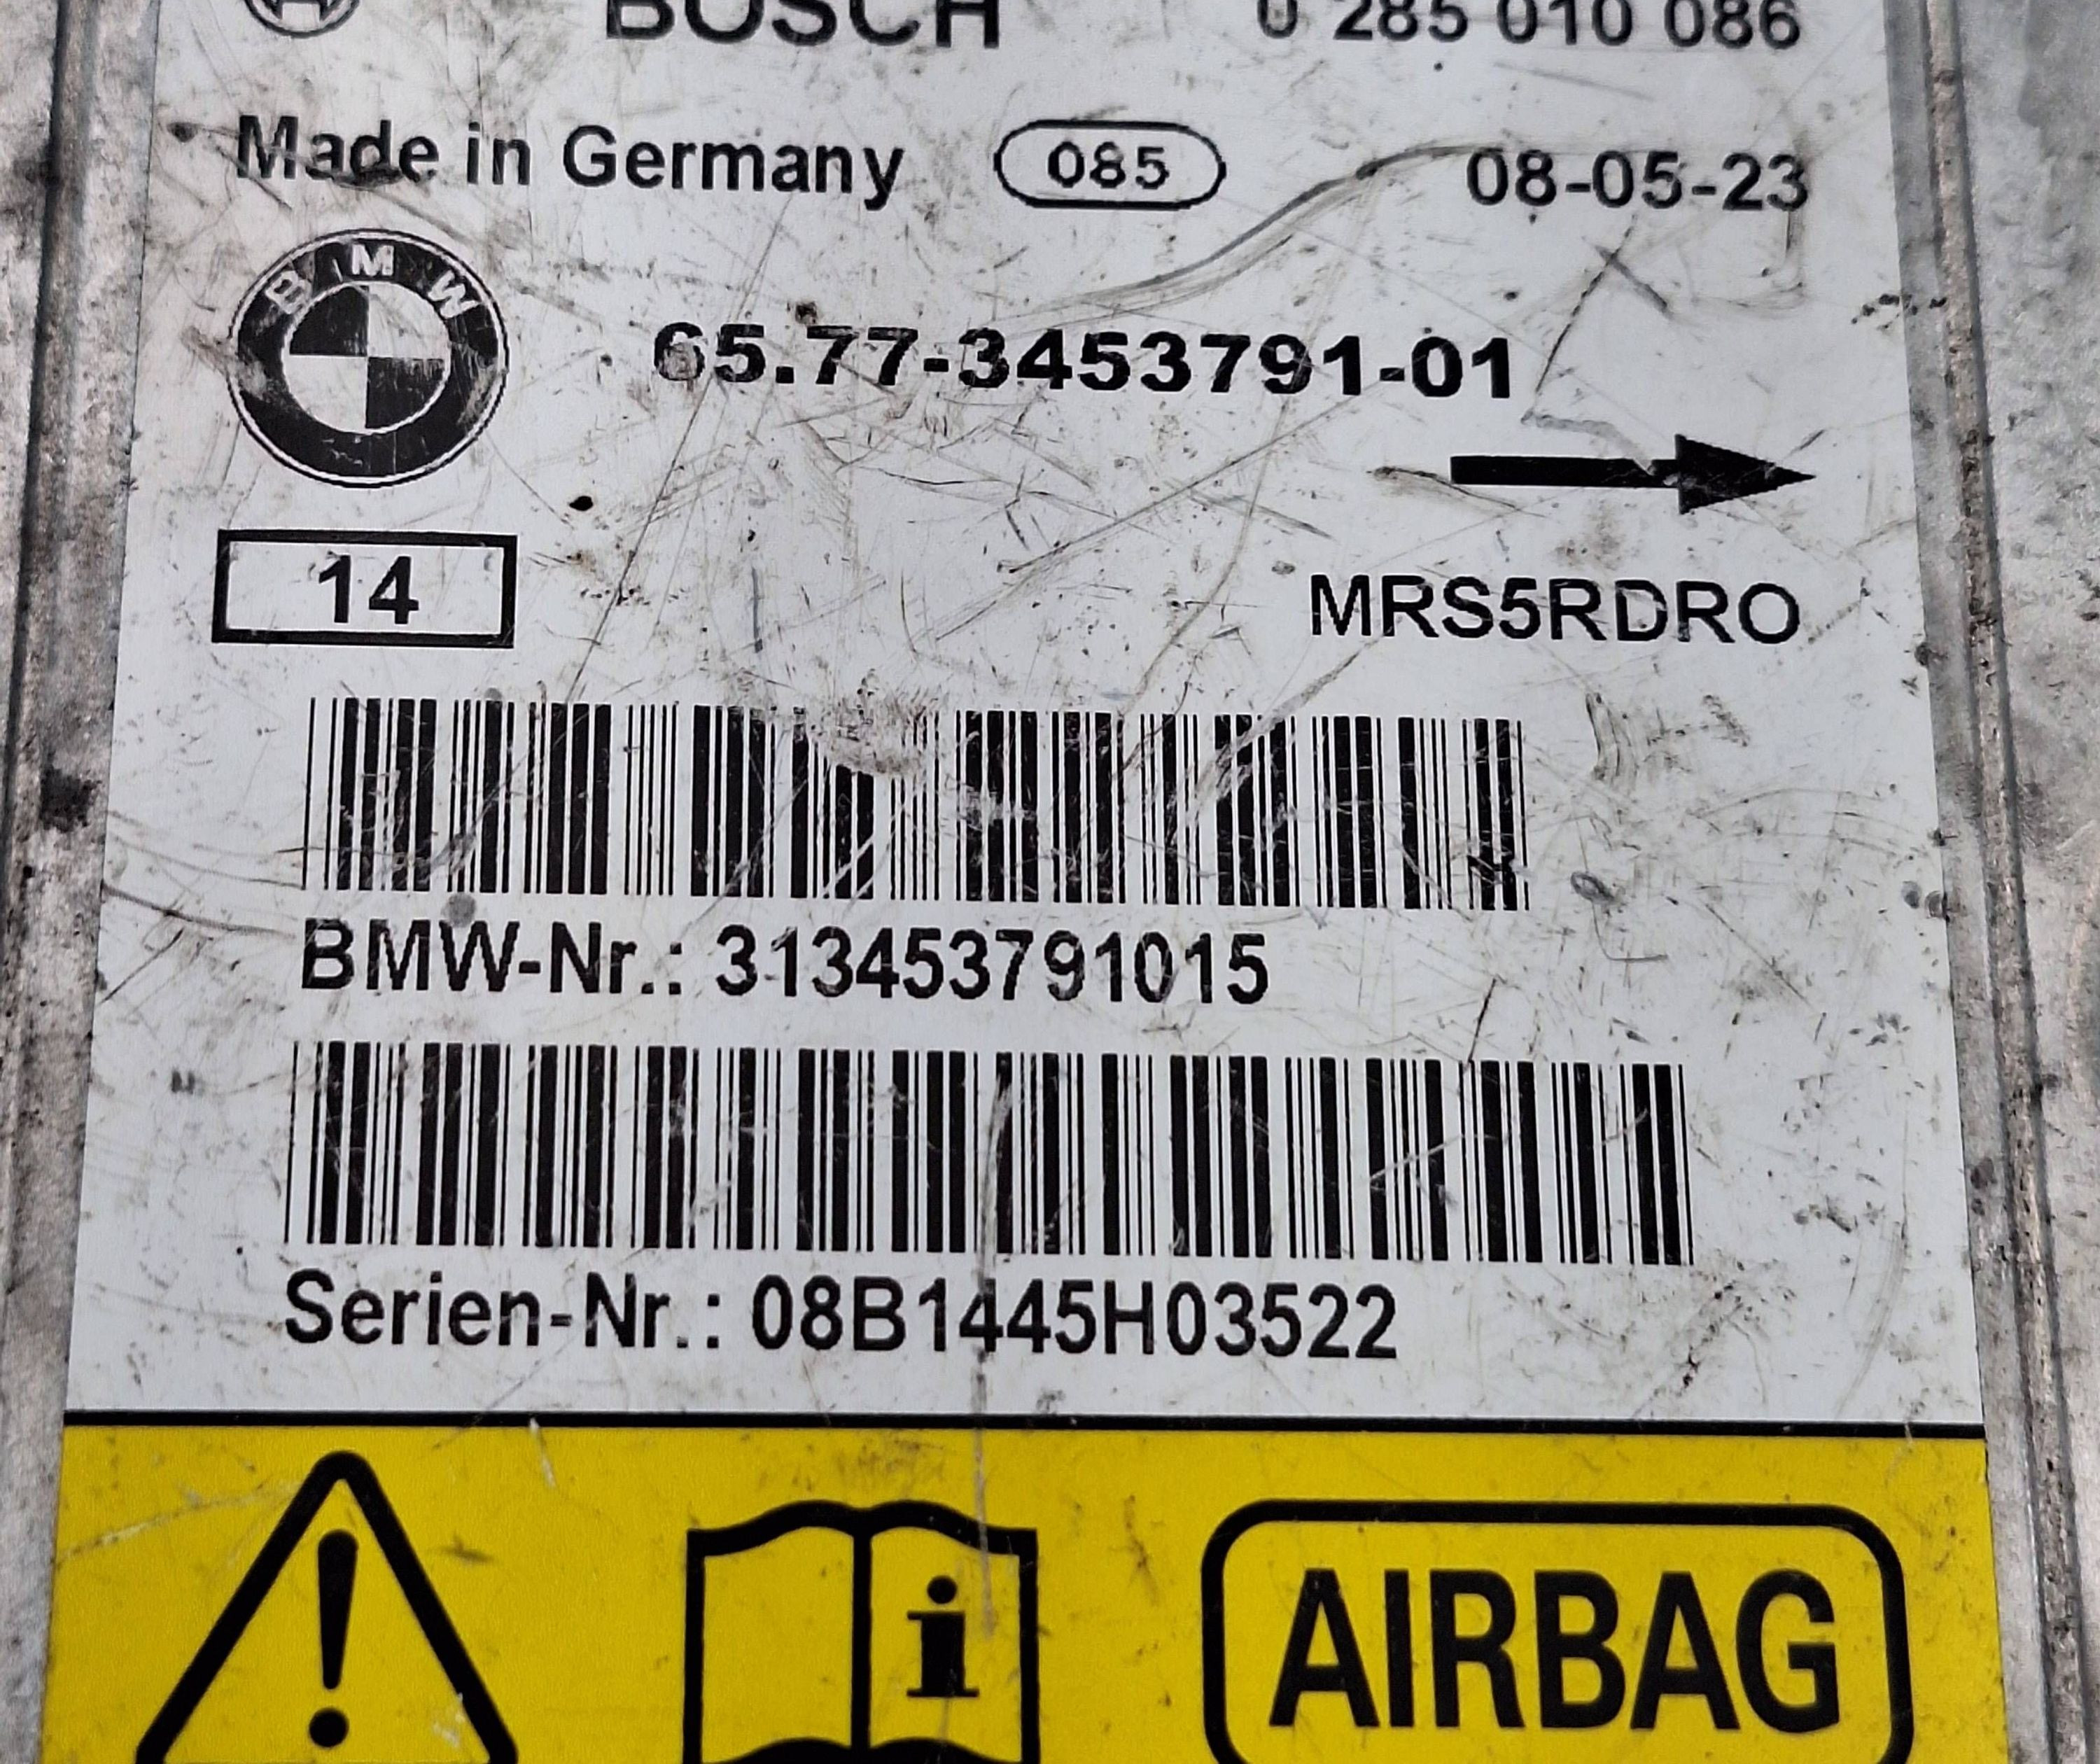 BOSCH 0 285 010 086
Made in Germany 085 08-05-23
BMW 65.77-3453791-01
14 MRS5RDRO
BMW-Nr.: 313453791015
Serien-Nr.: 08B1445H03522
i AIRBAG